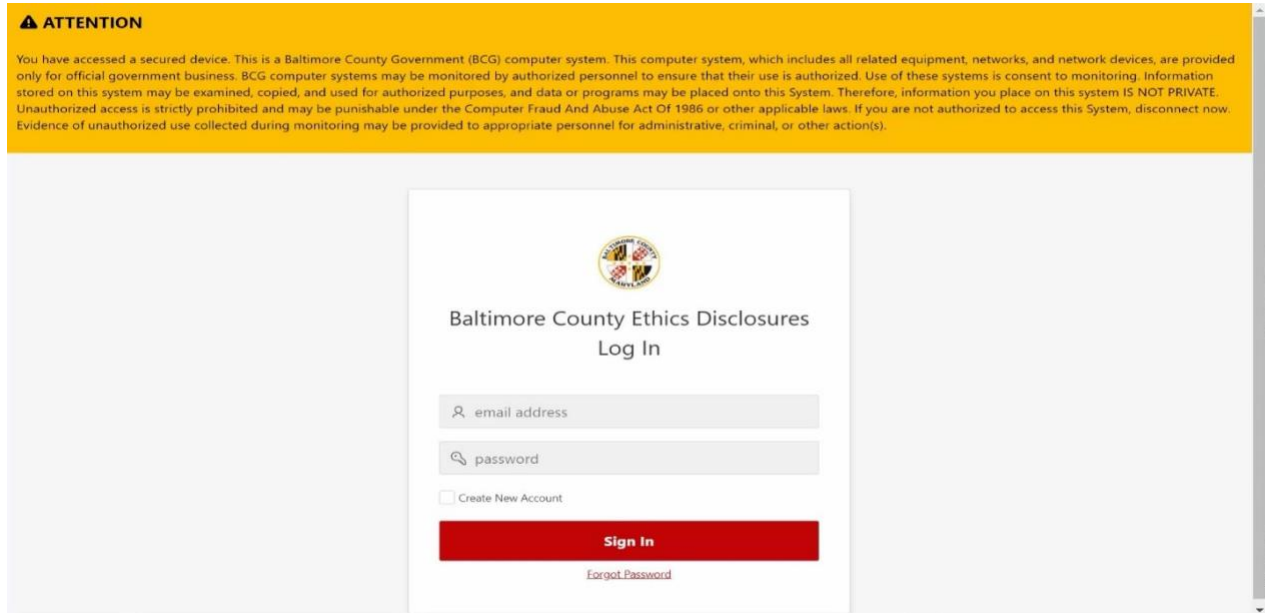 ATTENTION
You have accessed a secured device. This is a Baltimore County Government (BCG) computer system. This computer system, which includes all related equipment, networks, and network devices, are provided
only for official government business. BCG computer systems may be monitored by authorized personnel to ensure that their use is authorized. Use of these systems is consent to monitoring. Information
stored on this system may be examined, copied, and used for authorized purposes, and data or programs may be placed onto this System. Therefore, information you place on this system IS NOT PRIVATE.
Unauthorized access is strictly prohibited and may be punishable under the Computer Fraud And Abuse Act Of 1986 or other applicable laws. If you are not authorized to access this System, disconnect now.
Evidence of unauthorized use collected during monitoring may be provided to appropriate personnel for administrative, criminal, or other action(s).
BALTIMORE COUNTY
MARYLAND
Baltimore County Ethics Disclosures
Log In
email address
password
Create New Account
Sign In
Forgot Password